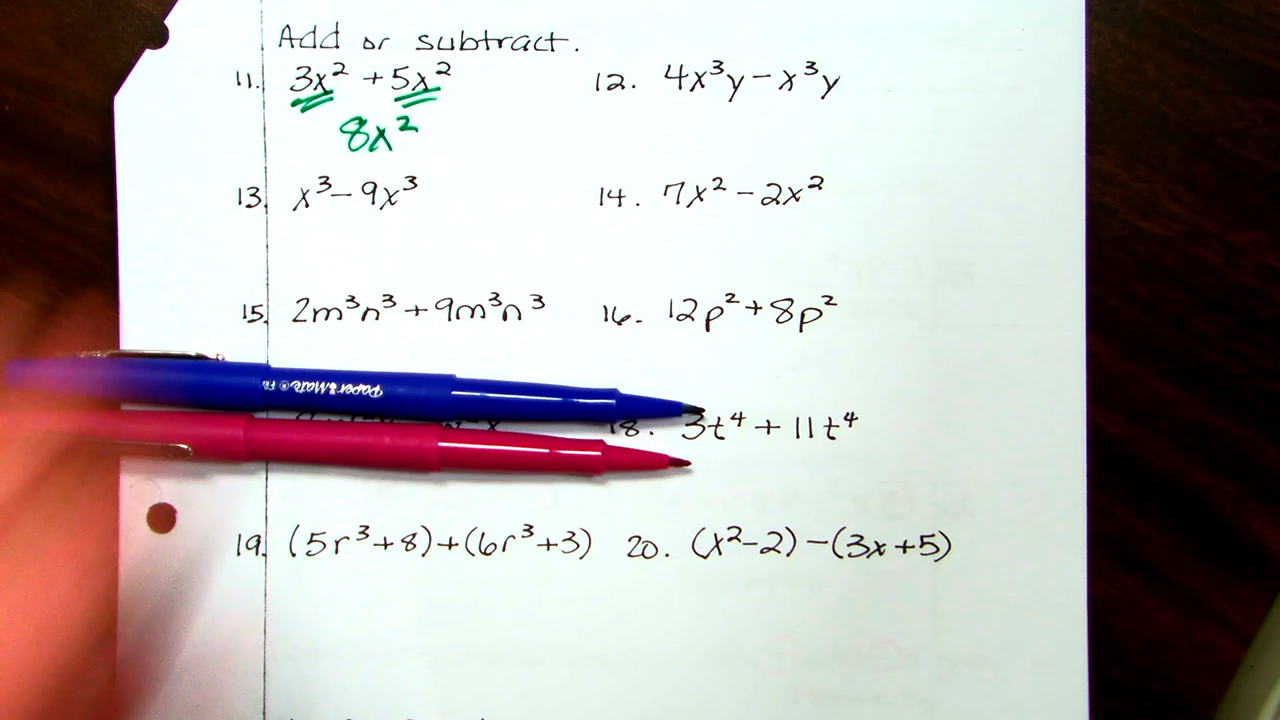 Add or subtract.
11. 3x² + 5x²
8x²
12. 4x³y - x³y
13. x³ - 9x³
14. 7x² - 2x²
15. 2m³n³ + 9m³n³
16. 12p² + 8p²
Paper Mate®
18. 3t⁴ + 11t⁴
19. (5r³+8)+(6r³+3)
20. (x²-2) - (3x+5)